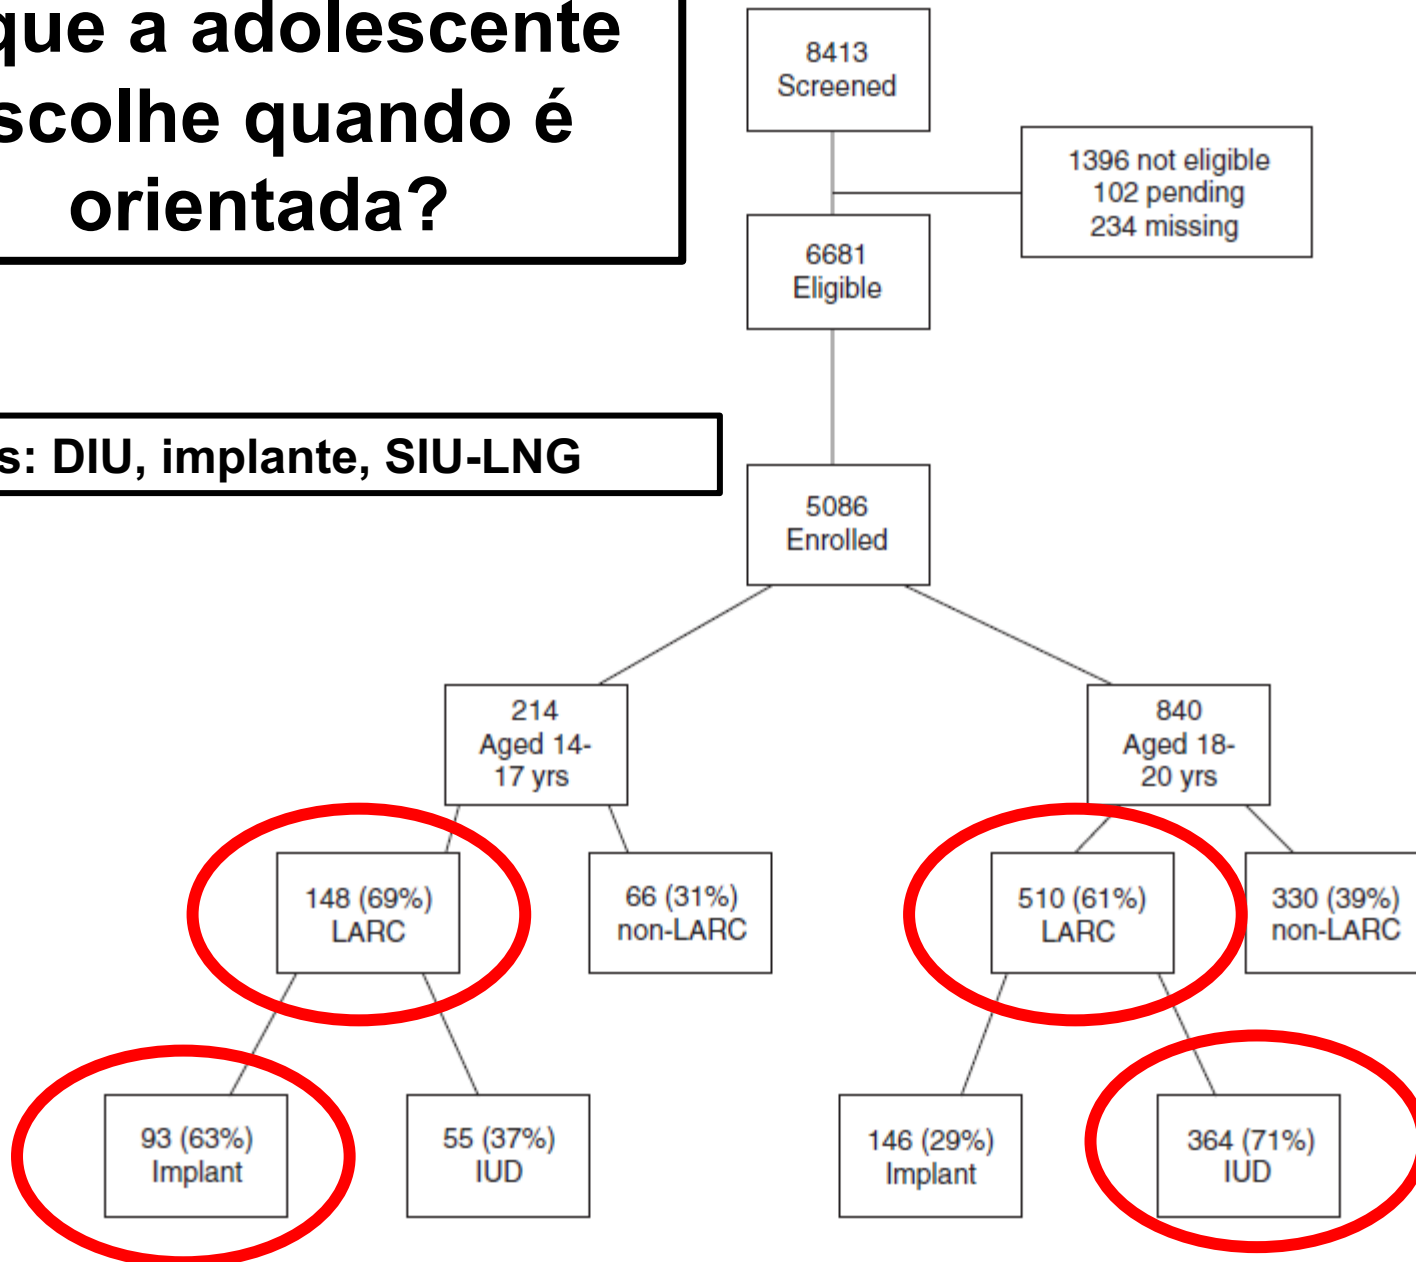 que a adolescente
scolhe quando é
orientada?
s: DIU, implante, SIU-LNG
8413
Screened
1396 not eligible
102 pending
234 missing
6681
Eligible
5086
Enrolled
214
Aged 14-
17 yrs
840
Aged 18-
20 yrs
148 (69%)
LARC
66 (31%)
non-LARC
510 (61%)
LARC
330 (39%)
non-LARC
93 (63%)
Implant
55 (37%)
IUD
146 (29%)
Implant
364 (71%)
IUD